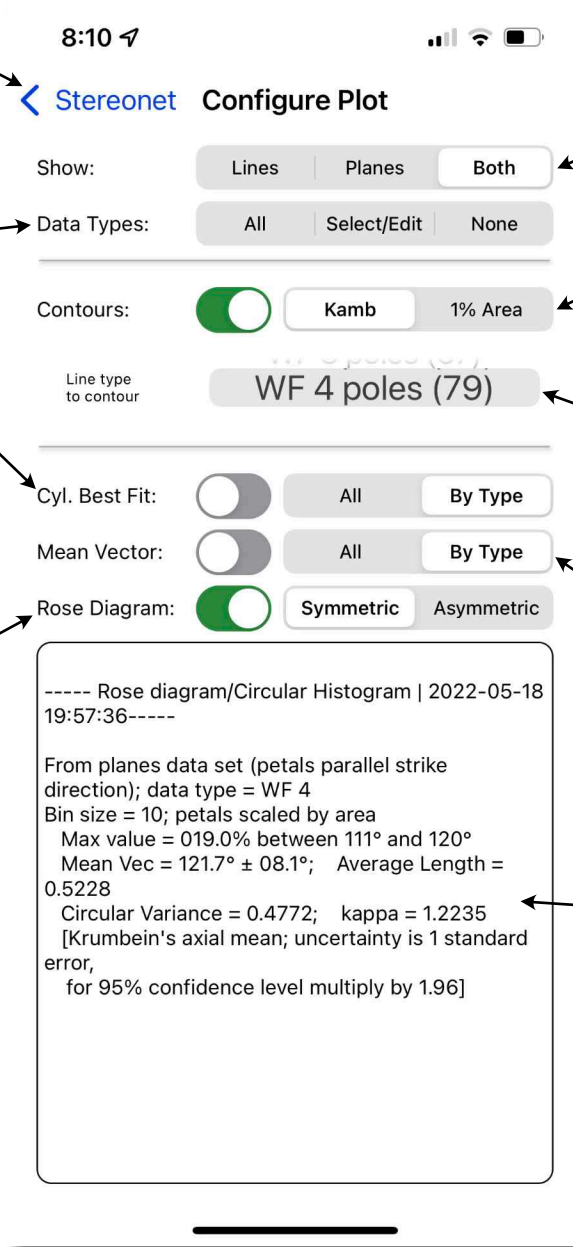 8:10
Stereonet Configure Plot
Show: Lines Planes Both
Data Types: All Select/Edit None
Contours: Kamb 1% Area
Line type
to contour
WF 4 poles (79)
Cyl. Best Fit: All By Type
Mean Vector: All By Type
Rose Diagram: Symmetric Asymmetric
----- Rose diagram/Circular Histogram | 2022-05-18
19:57:36-----
From planes data set (petals parallel strike
direction); data type = WF 4
Bin size = 10; petals scaled by area
Max value = 019.0% between 111° and 120°
Mean Vec = 121.7° ± 08.1°; Average Length =
0.5228
Circular Variance = 0.4772; kappa = 1.2235
[Krumbein's axial mean; uncertainty is 1 standard
error,
for 95% confidence level multiply by 1.96]